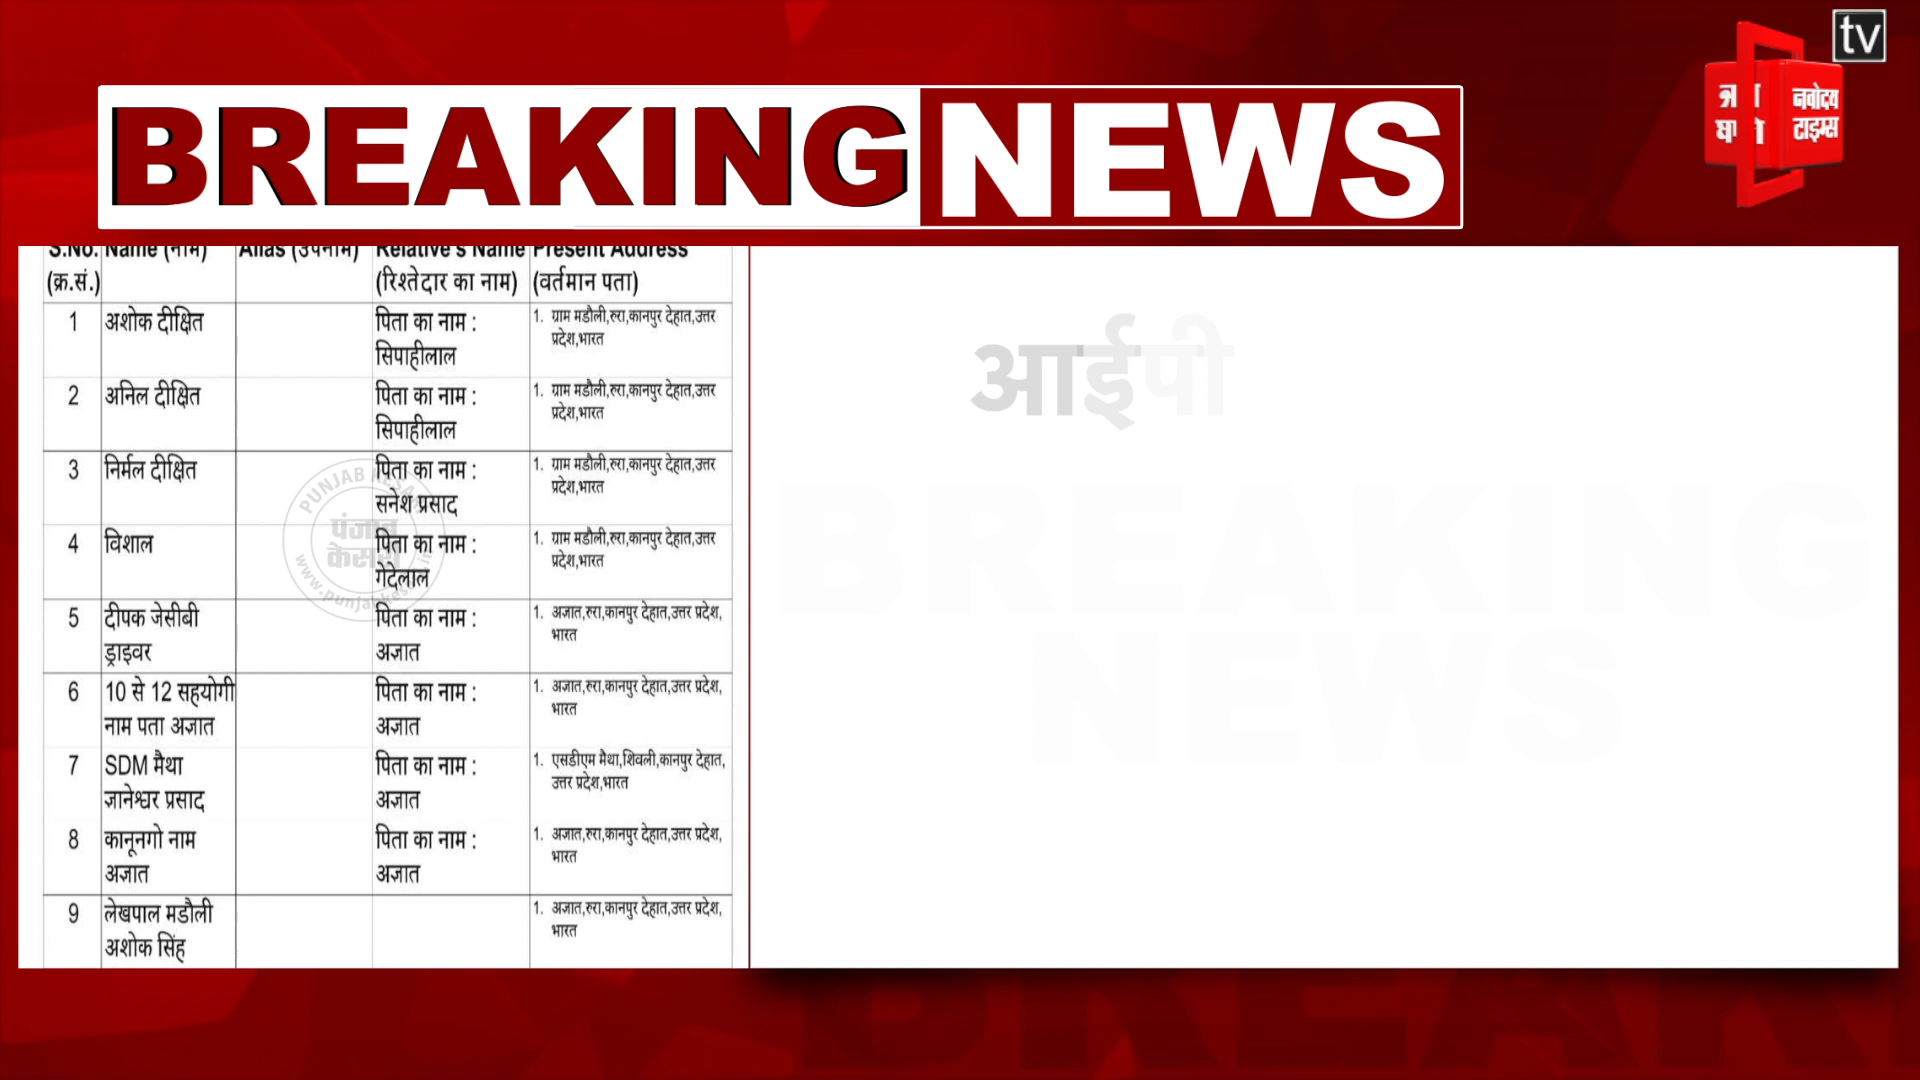 tv
नवोदय
टाइम्स
BREAKING NEWS
S.No. Name (नाम) Alias (उपनाम) Relative's Name Present Address
(क्र.सं.) (रिश्तेदार का नाम) (वर्तमान पता)
1 अशोक दीक्षित पिता का नाम : 1. ग्राम मडौली,रुरा,कानपुर देहात,उत्तर
सिपाहीलाल प्रदेश,भारत
2 अनिल दीक्षित पिता का नाम : 1. ग्राम मडौली,रुरा,कानपुर देहात,उत्तर
सिपाहीलाल प्रदेश,भारत
3 निर्मल दीक्षित पिता का नाम : 1. ग्राम मडौली,रुरा,कानपुर देहात,उत्तर
सनेश प्रसाद प्रदेश,भारत
4 विशाल पिता का नाम : 1. ग्राम मडौली,रुरा,कानपुर देहात,उत्तर
गेदेलाल प्रदेश,भारत
5 दीपक जेसीबी पिता का नाम : 1. अज्ञात,रुरा,कानपुर देहात,उत्तर प्रदेश,
ड्राइवर अज्ञात भारत
6 10 से 12 सहयोगी पिता का नाम : 1. अज्ञात,रुरा,कानपुर देहात,उत्तर प्रदेश,
नाम पता अज्ञात अज्ञात भारत
7 SDM मैथा पिता का नाम : 1. एसडीएम मैथा,शिवली,कानपुर देहात,
ज्ञानेश्वर प्रसाद अज्ञात उत्तर प्रदेश,भारत
8 कानूनगो नाम पिता का नाम : 1. अज्ञात,रुरा,कानपुर देहात,उत्तर प्रदेश,
अज्ञात अज्ञात भारत
9 लेखपाल मडौली 1. अज्ञात,रुरा,कानपुर देहात,उत्तर प्रदेश,
अशोक सिंह भारत
PUNJAB KESARI
पंजाब
केसरी
आईपी
BREAKING
NEWS
BREAKI